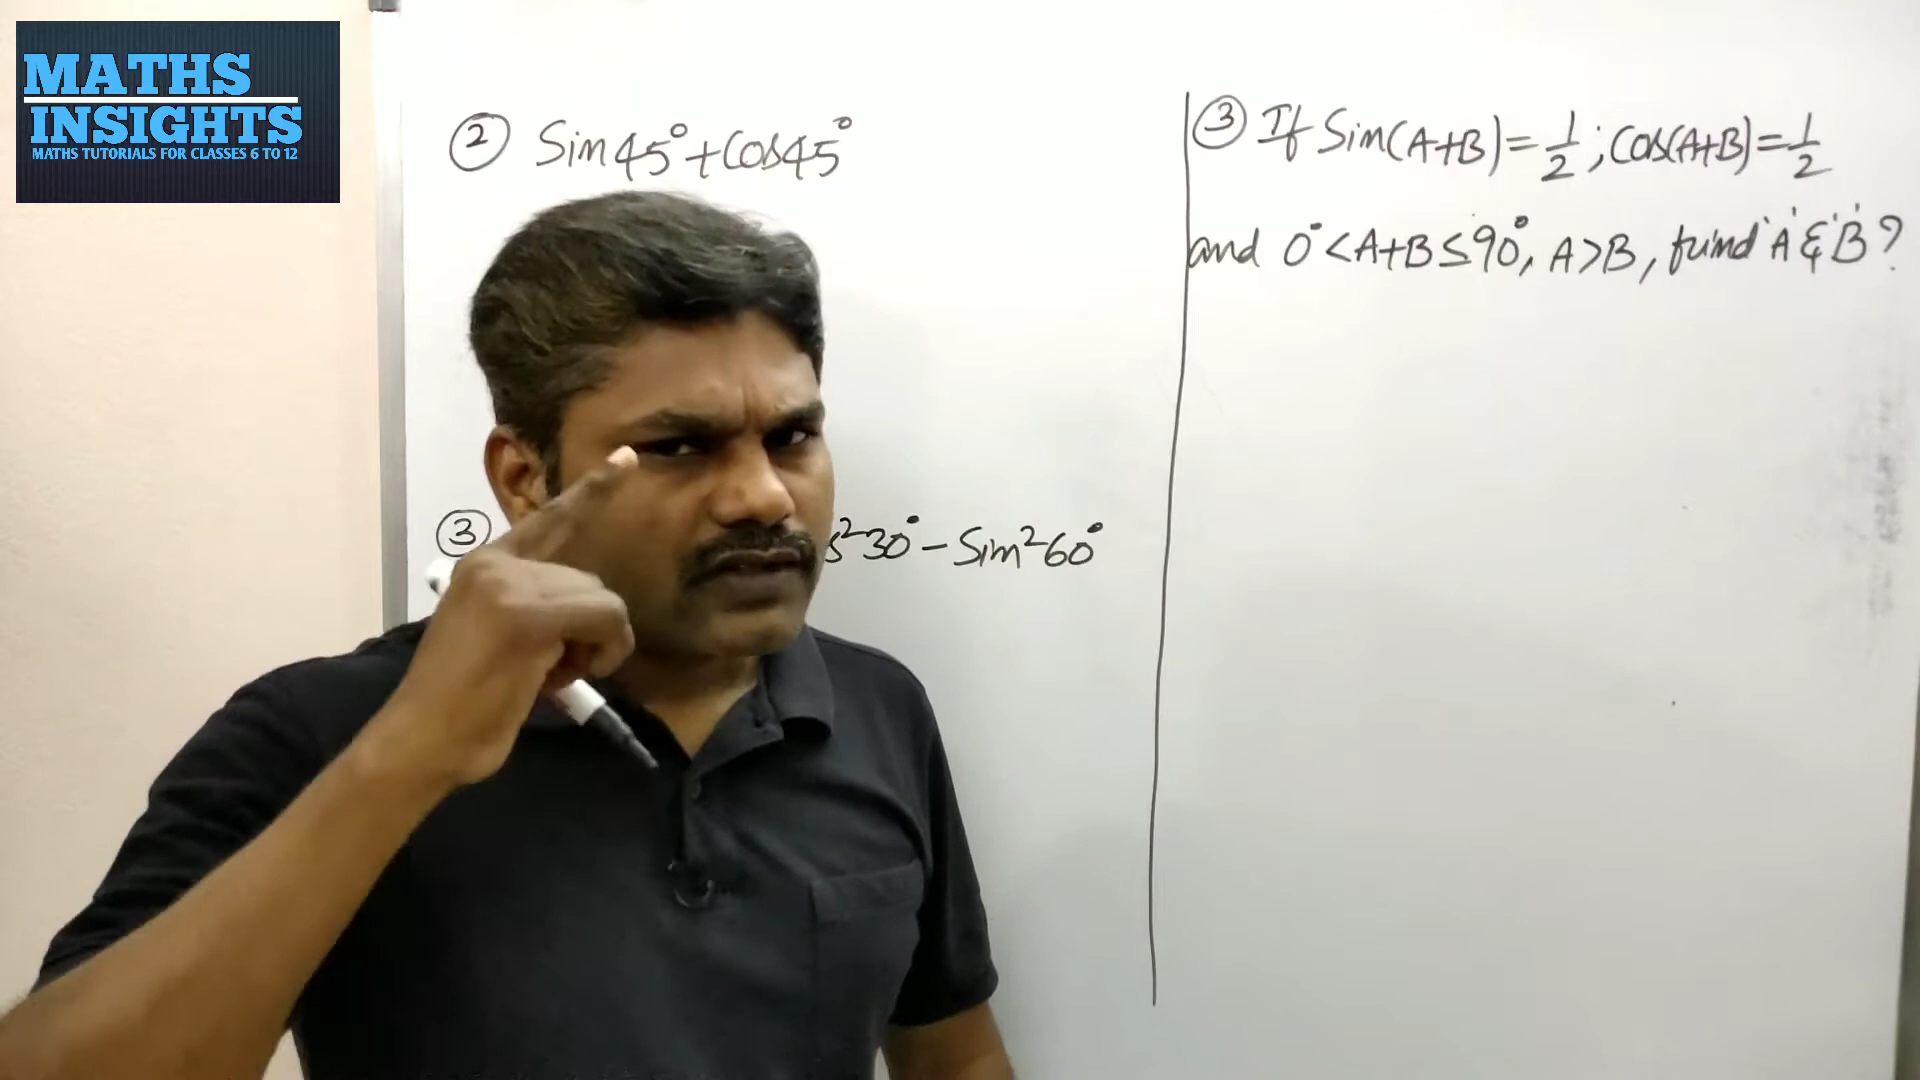 MATHS
INSIGHTS
MATHS TUTORIALS FOR CLASSES 6 TO 12
② Sin45°+Cos45°
③ s²30°-Sin²60°
③ If Sin(A+B)=1/2; Cos(A+B)=1/2
and 0°<A+B≤90°, A>B, find 'A' & 'B'?